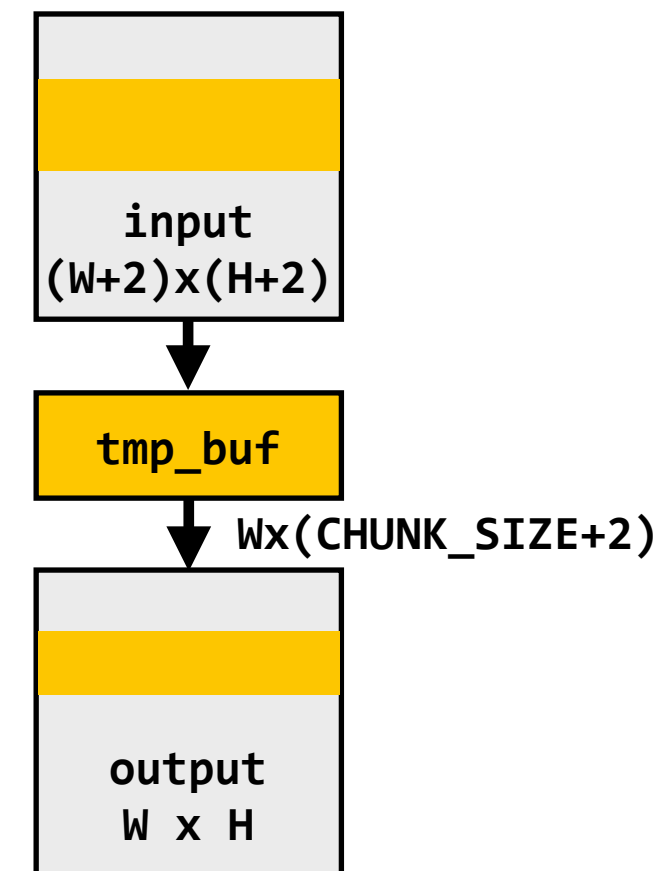 input
(W+2)x(H+2)
tmp_buf
Wx(CHUNK_SIZE+2)
output
W x H